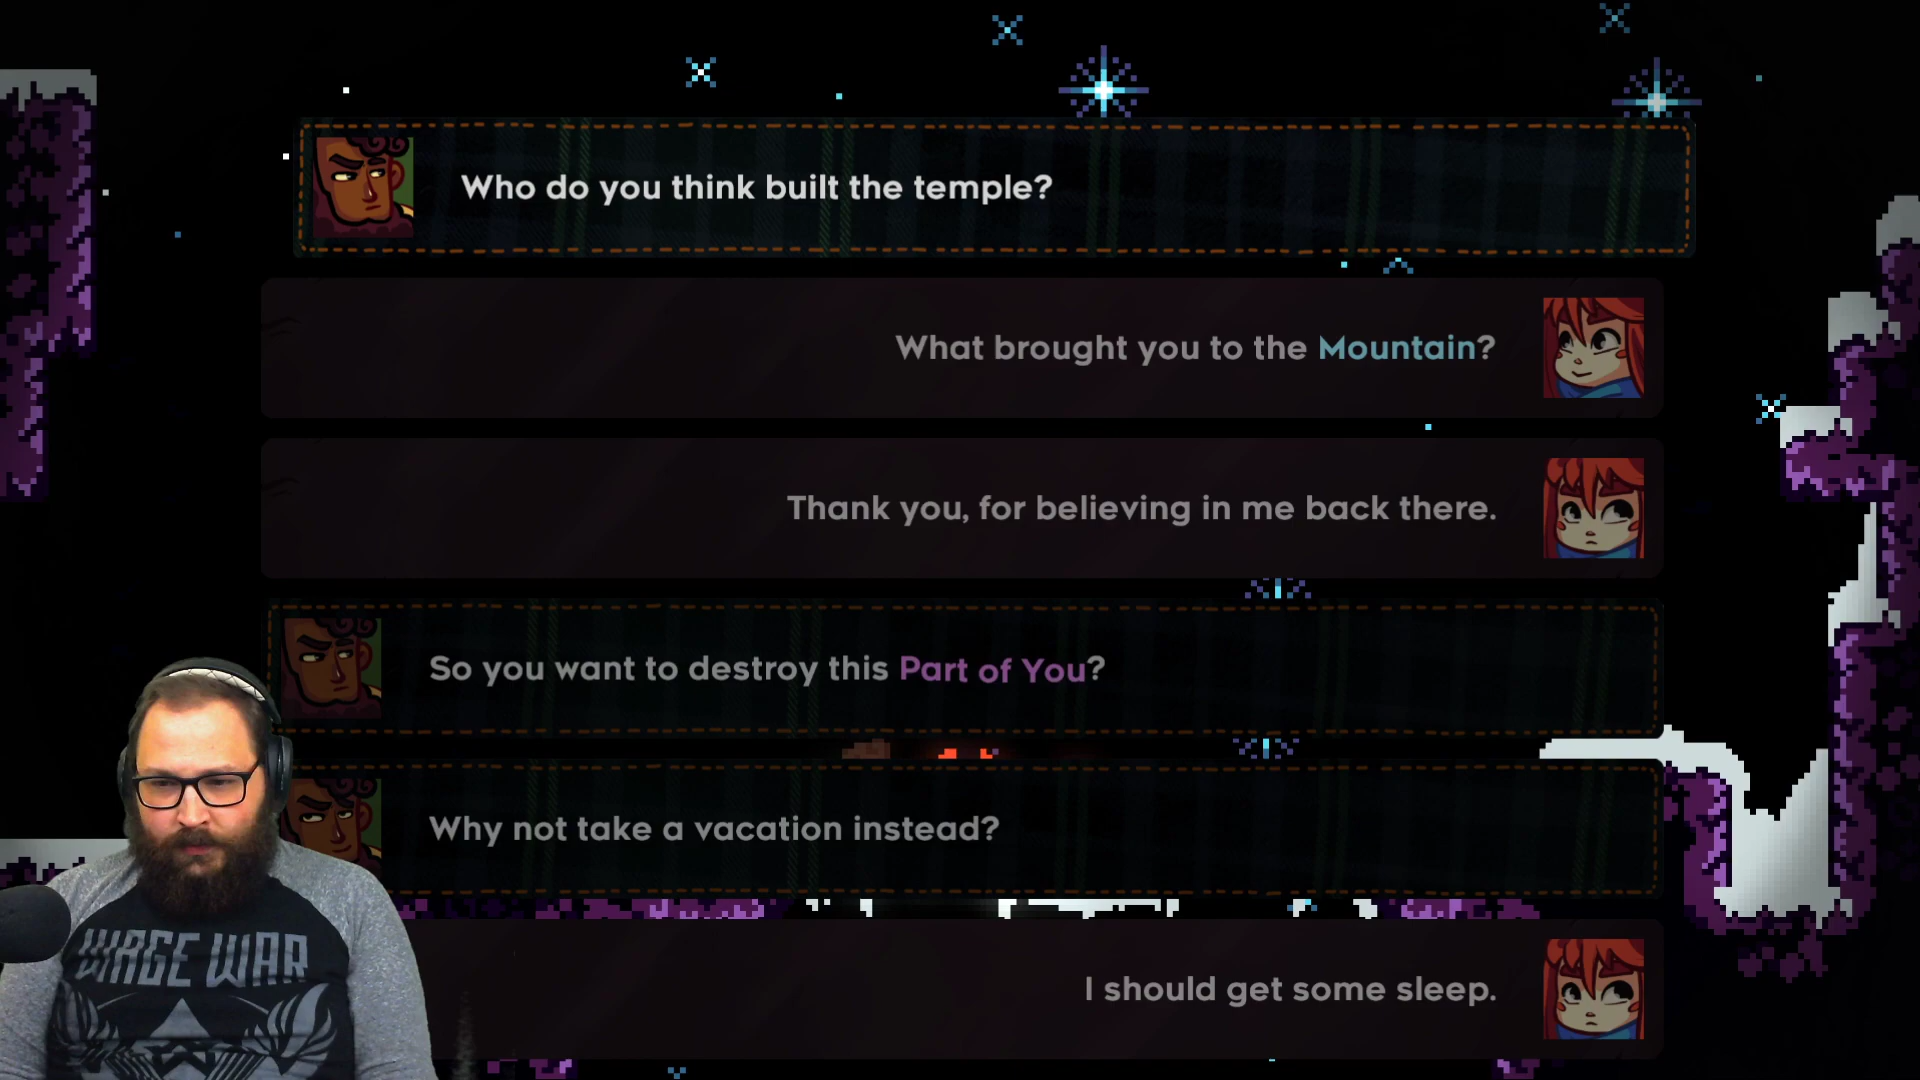 Who do you think built the temple?
What brought you to the Mountain?
Thank you, for believing in me back there.
So you want to destroy this Part of You?
Why not take a vacation instead?
WAGE WAR
I should get some sleep.